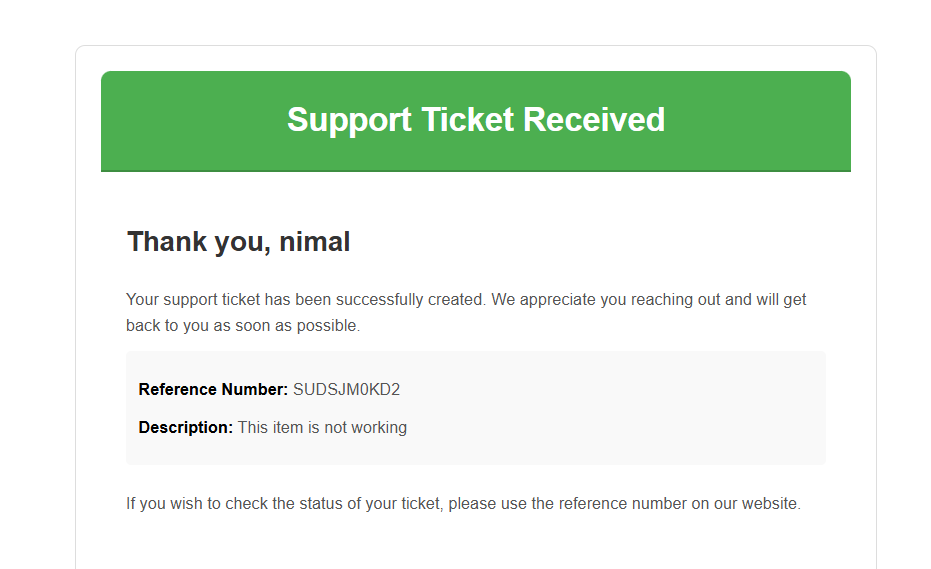 Support Ticket Received
Thank you, nimal
Your support ticket has been successfully created. We appreciate you reaching out and will get
back to you as soon as possible.
Reference Number: SUDSJM0KD2
Description: This item is not working
If you wish to check the status of your ticket, please use the reference number on our website.